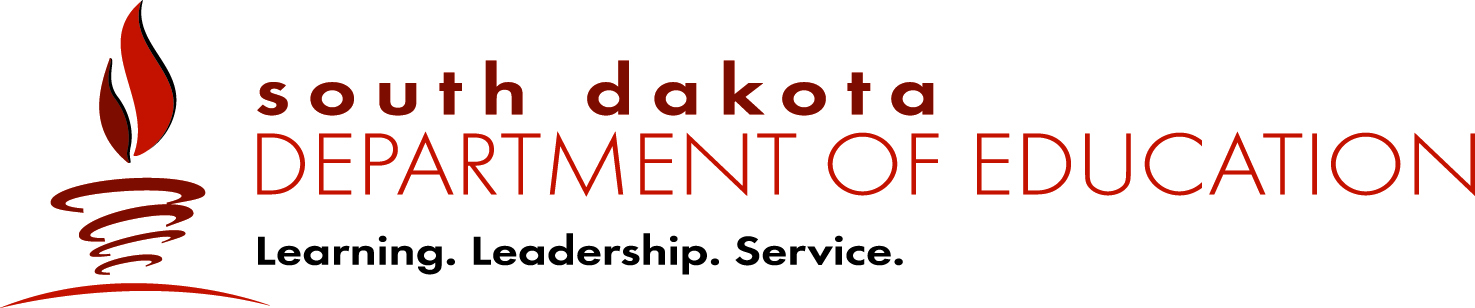 south dakota
DEPARTMENT OF EDUCATION
Learning. Leadership. Service.